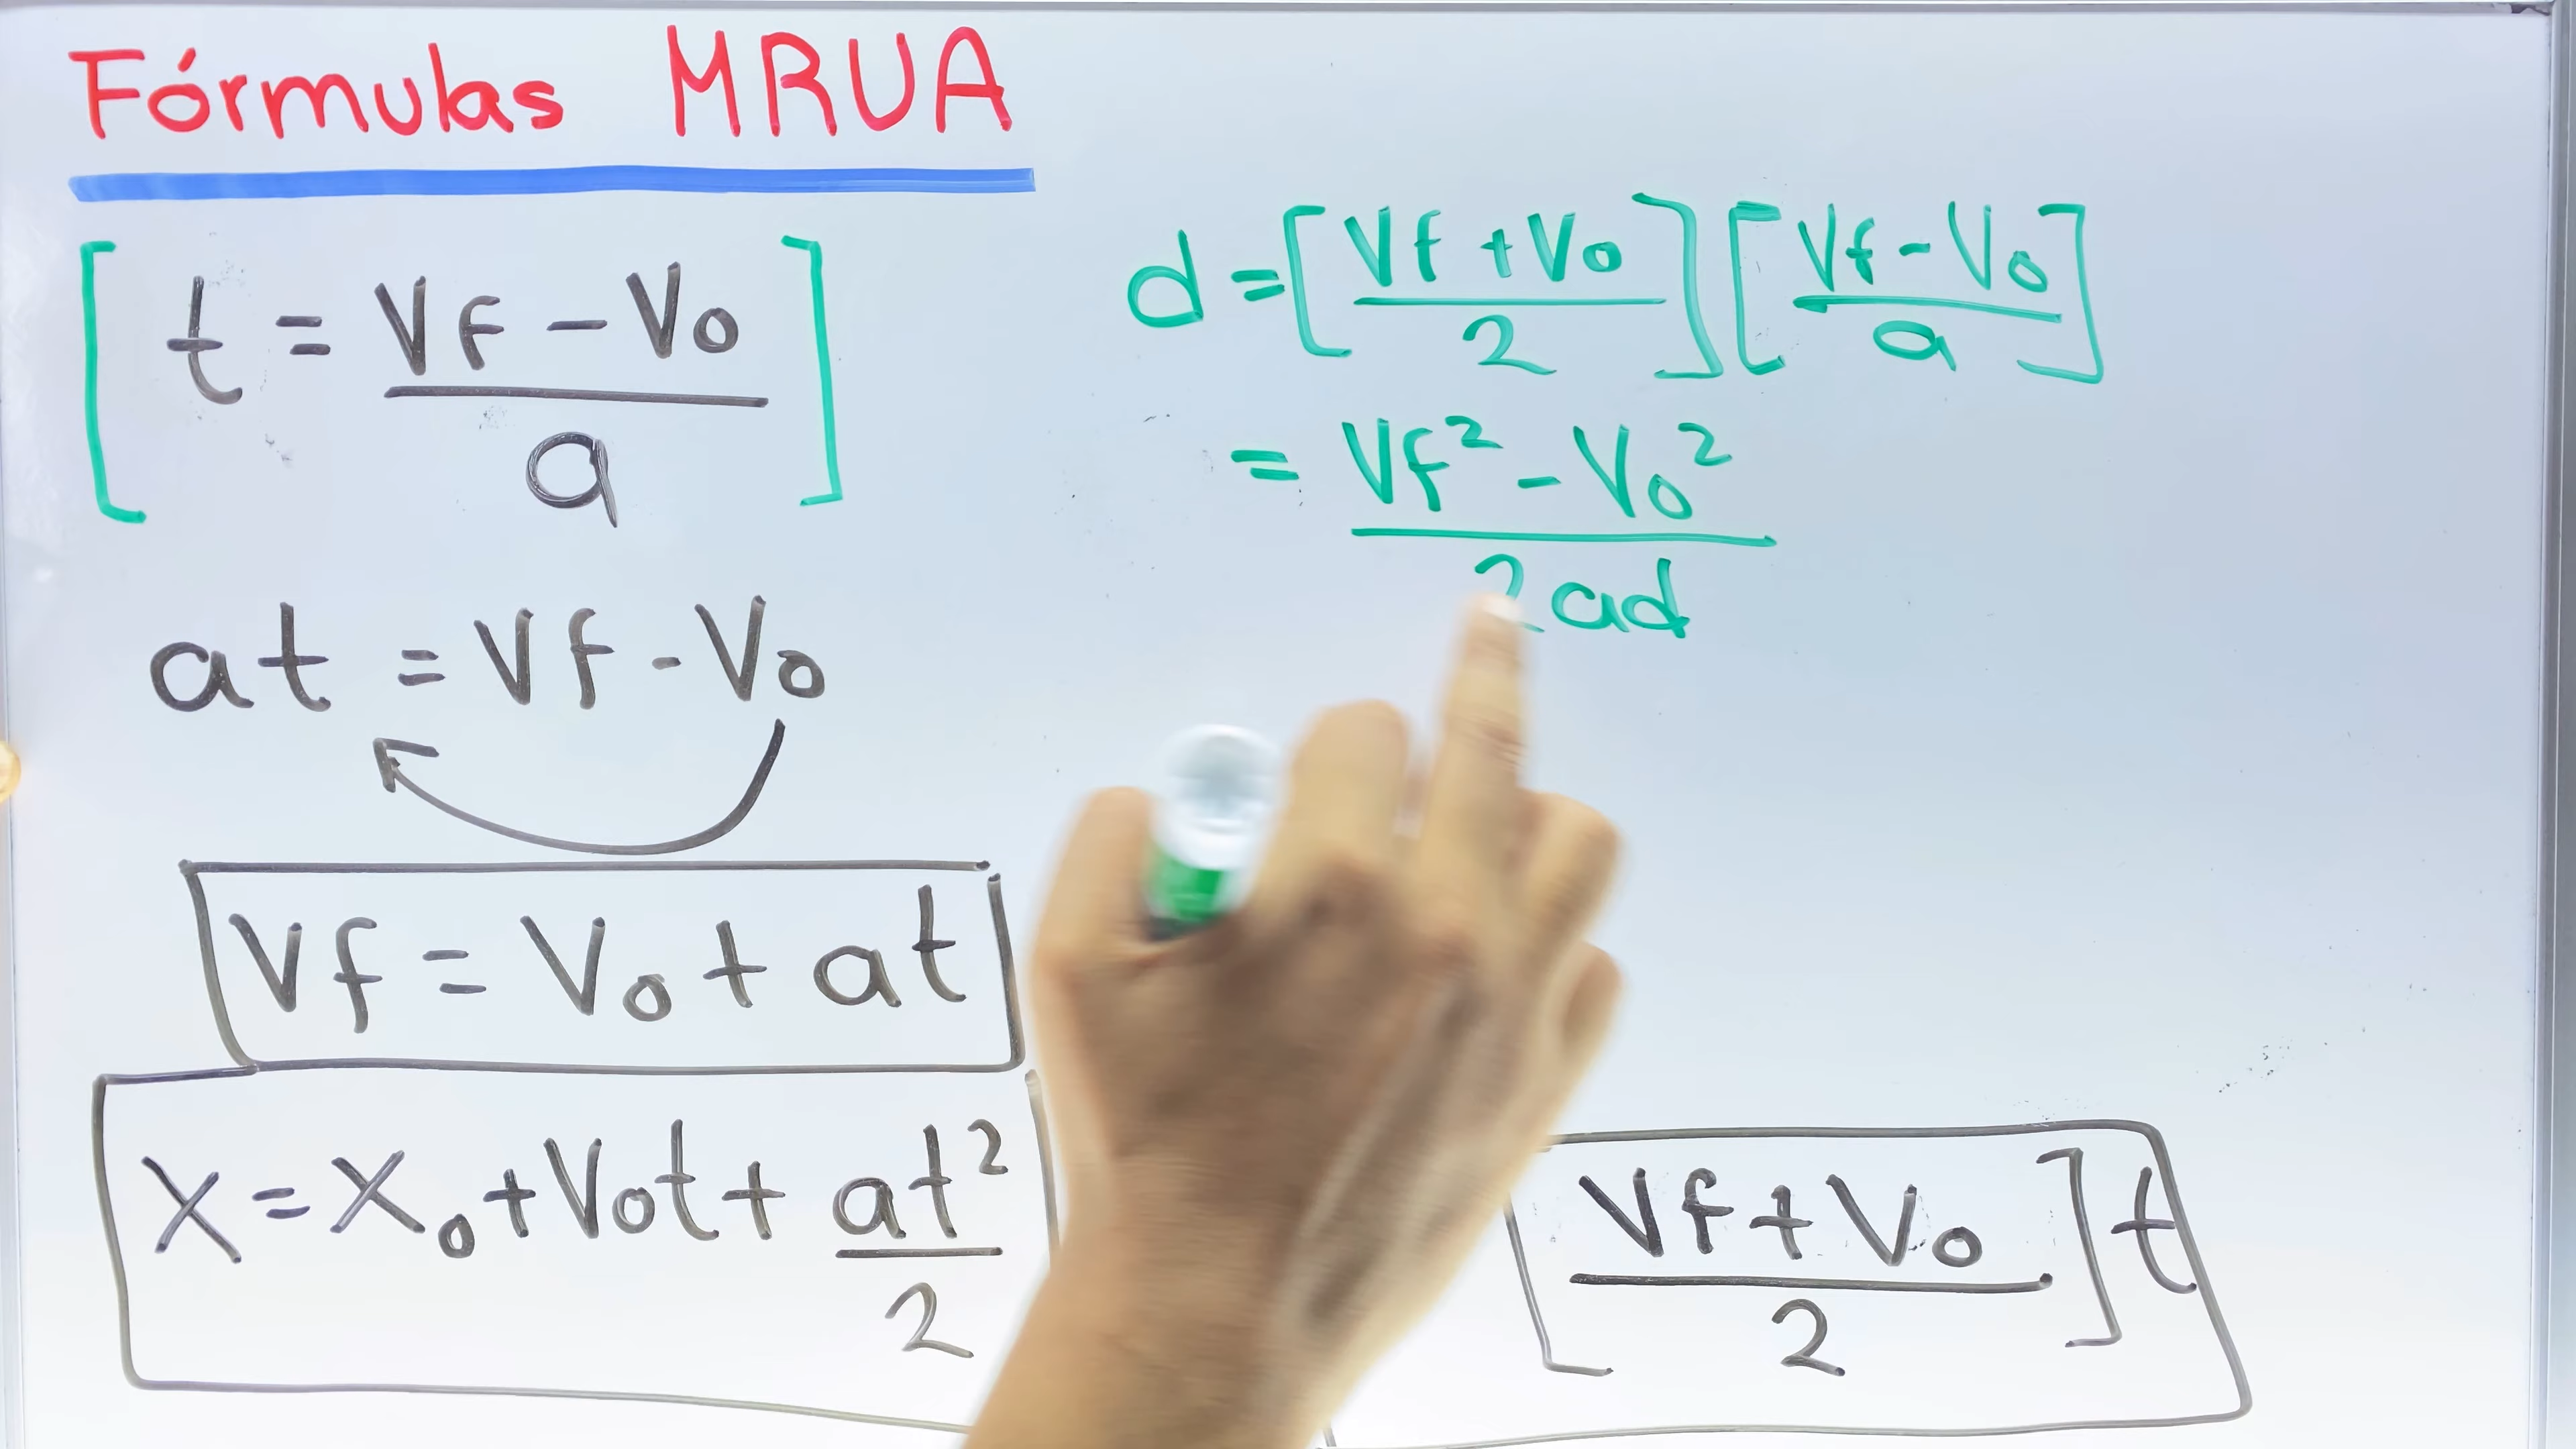 Fórmulas MRUA
[ t = Vf - Vo / a ]
at = Vf - Vo
Vf = Vo + at
X = Xo + Vot + at² / 2
d = [ Vf + Vo / 2 ] [ Vf - Vo / a ]
= Vf² - Vo² / 2ad
[ Vf + Vo / 2 ] t